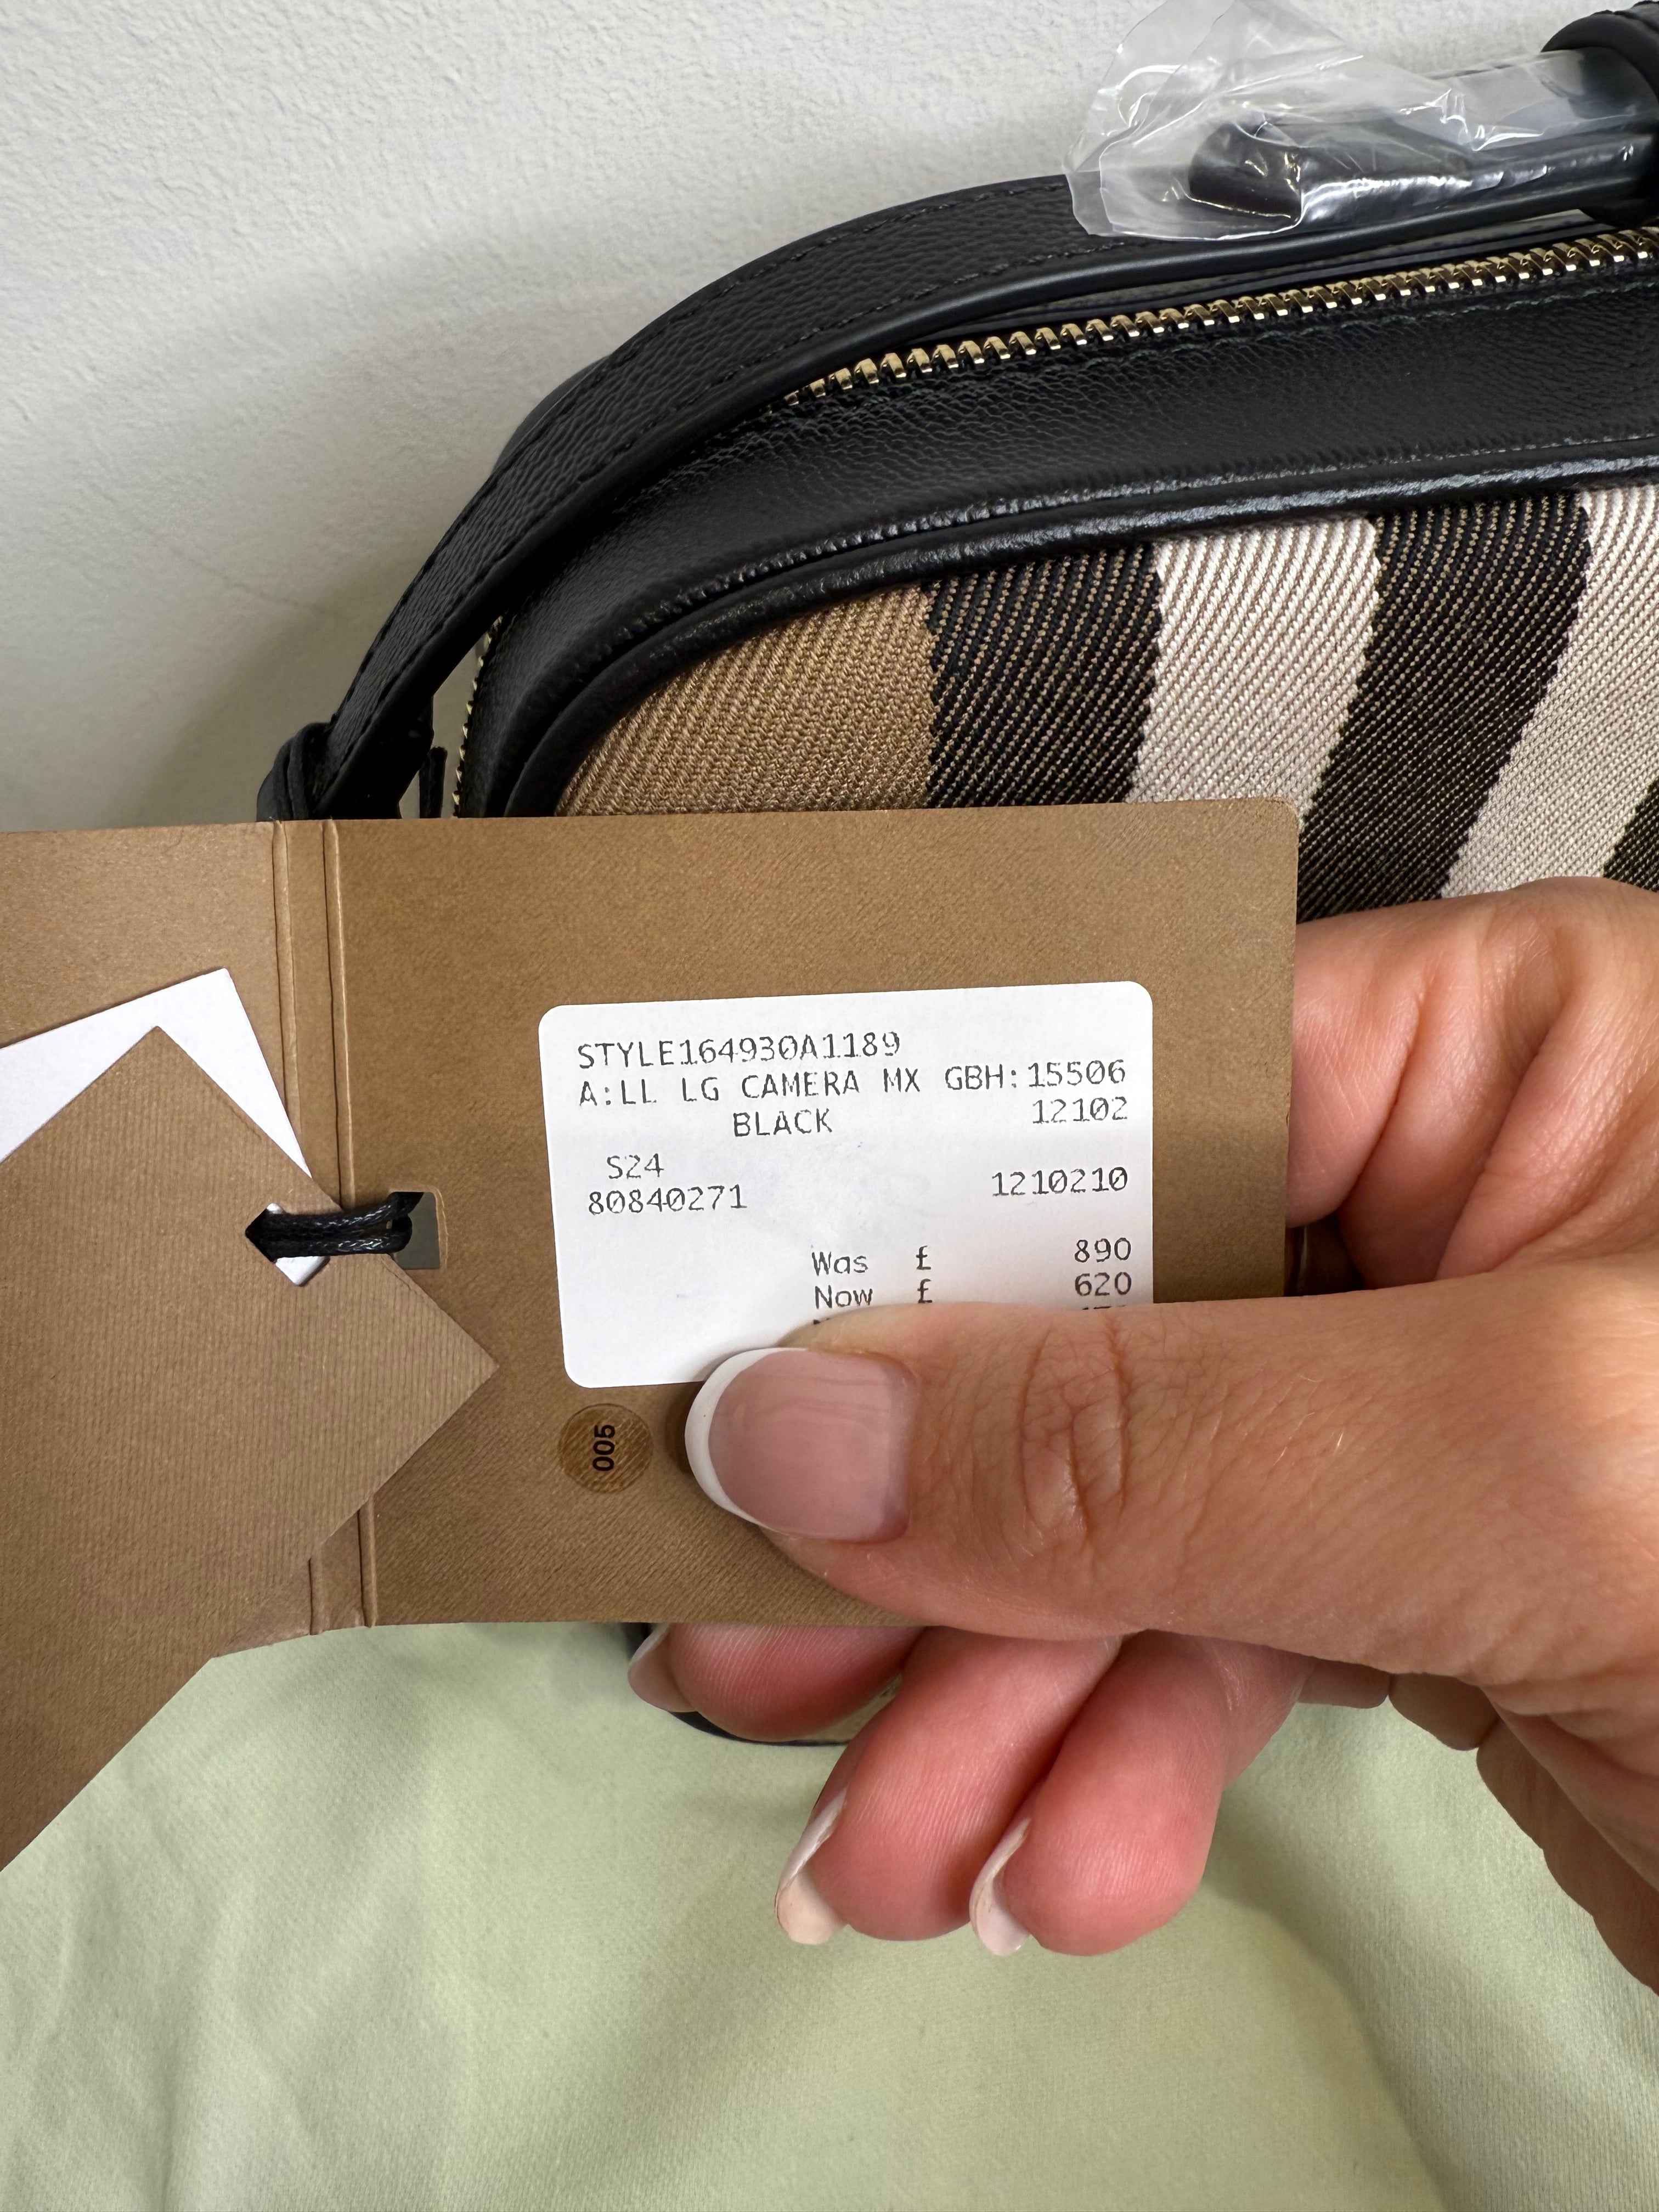 STYLE164930A1189
A:LL LG CAMERA MX GBH:15506
BLACK 12102
S24
80840271 1210210
Was £ 890
Now £ 620
005